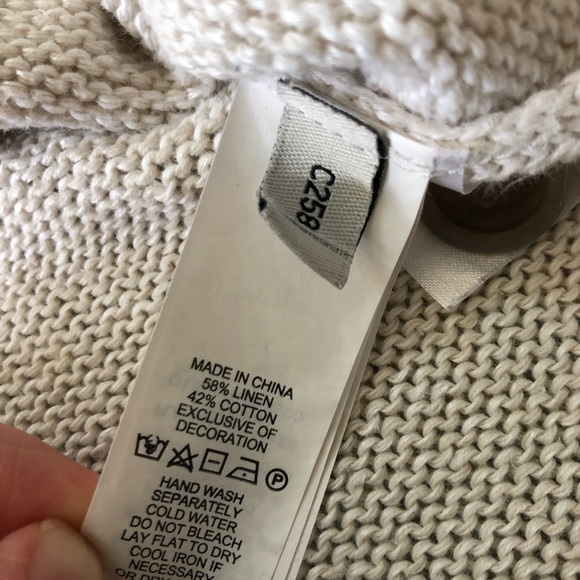 C258
MADE IN CHINA
58% LINEN
42% COTTON
EXCLUSIVE OF
DECORATION
P
HAND WASH
SEPARATELY
COLD WATER
DO NOT BLEACH
LAY FLAT TO DRY
COOL IRON IF
NECESSARY